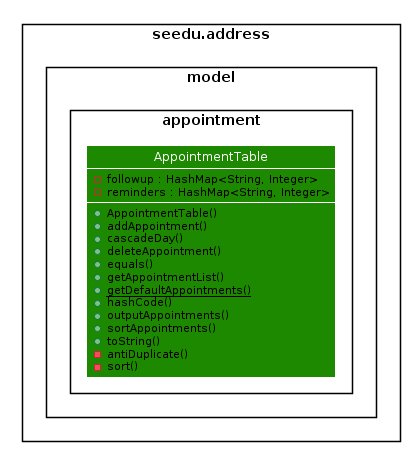 seedu.address
model
appointment
AppointmentTable
followup : HashMap<String, Integer>
reminders : HashMap<String, Integer>
AppointmentTable()
addAppointment()
cascadeDay()
deleteAppointment()
equals()
getAppointmentList()
getDefaultAppointments()
hashCode()
outputAppointments()
sortAppointments()
toString()
antiDuplicate()
sort()